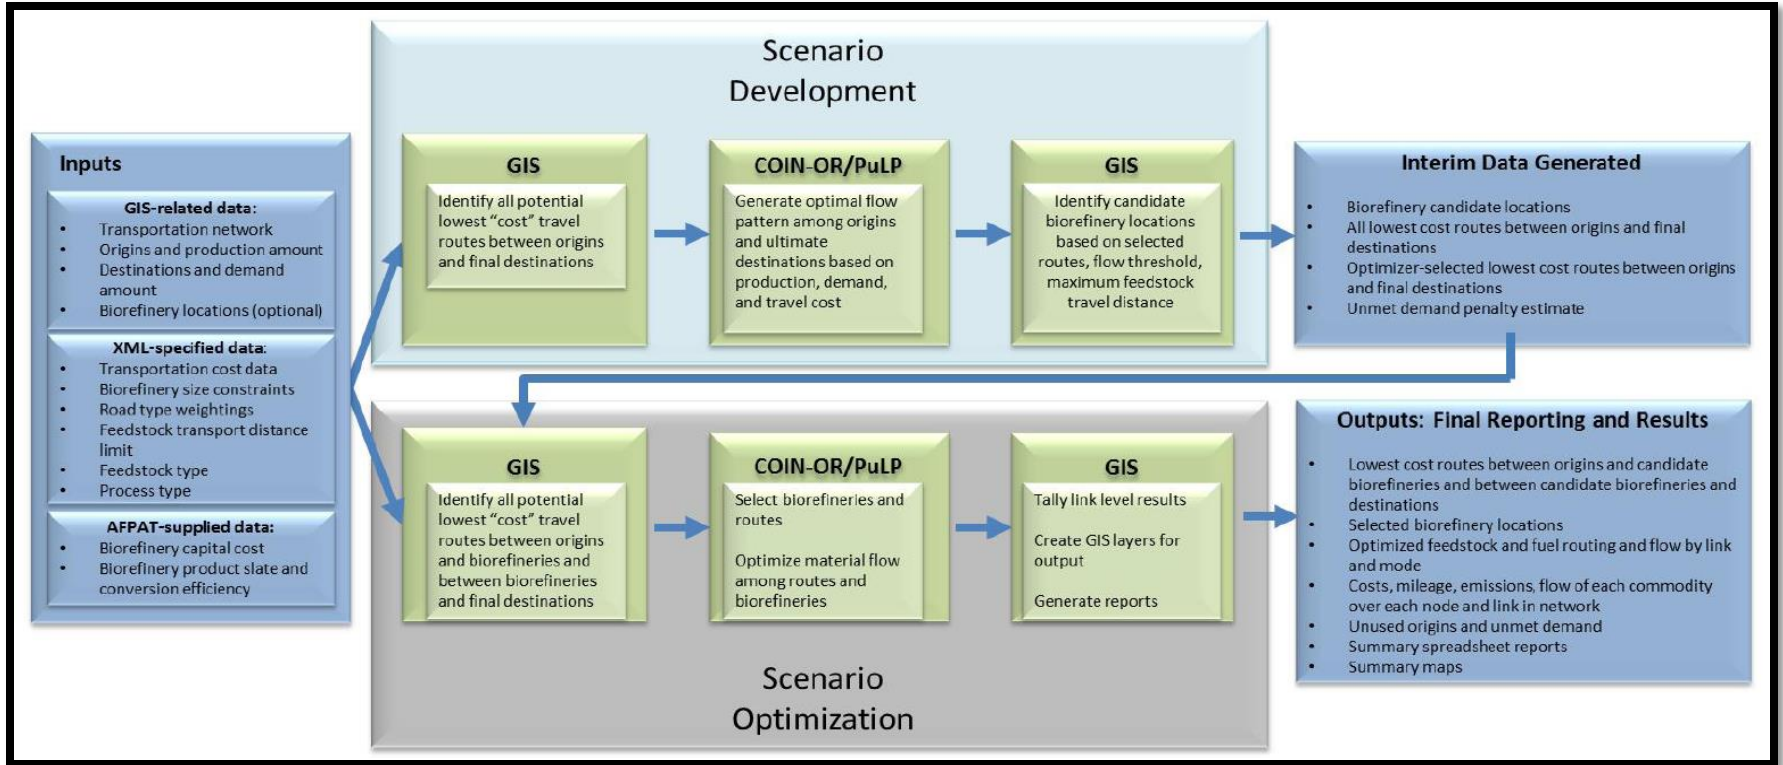 Scenario
Development
Inputs
GIS-related data:
• Transportation network
• Origins and production amount
• Destinations and demand
amount
• Biorefinery locations (optional)
XML-specified data:
• Transportation cost data
• Biorefinery size constraints
• Road type weightings
• Feedstock transport distance
limit
• Feedstock type
• Process type
AFPAT-supplied data:
• Biorefinery capital cost
• Biorefinery product slate and
conversion efficiency
GIS
Identify all potential
lowest “cost” travel
routes between origins
and final destinations
COIN-OR/PuLP
Generate optimal flow
pattern among origins
and ultimate
destinations based on
production, demand,
and travel cost
GIS
Identify candidate
biorefinery locations
based on selected
routes, flow threshold,
maximum feedstock
travel distance
Interim Data Generated
• Biorefinery candidate locations
• All lowest cost routes between origins and final
destinations
• Optimizer-selected lowest cost routes between origins
and final destinations
• Unmet demand penalty estimate
GIS
Identify all potential
lowest “cost” travel
routes between origins
and biorefineries and
between biorefineries
and final destinations
COIN-OR/PuLP
Select biorefineries and
routes
Optimize material flow
among routes and
biorefineries
GIS
Tally link level results
Create GIS layers for
output
Generate reports
Outputs: Final Reporting and Results
• Lowest cost routes between origins and candidate
biorefineries and between candidate biorefineries and
destinations
• Selected biorefinery locations
• Optimized feedstock and fuel routing and flow by link
and mode
• Costs, mileage, emissions, flow of each commodity
over each node and link in network
• Unused origins and unmet demand
• Summary spreadsheet reports
• Summary maps
Scenario
Optimization